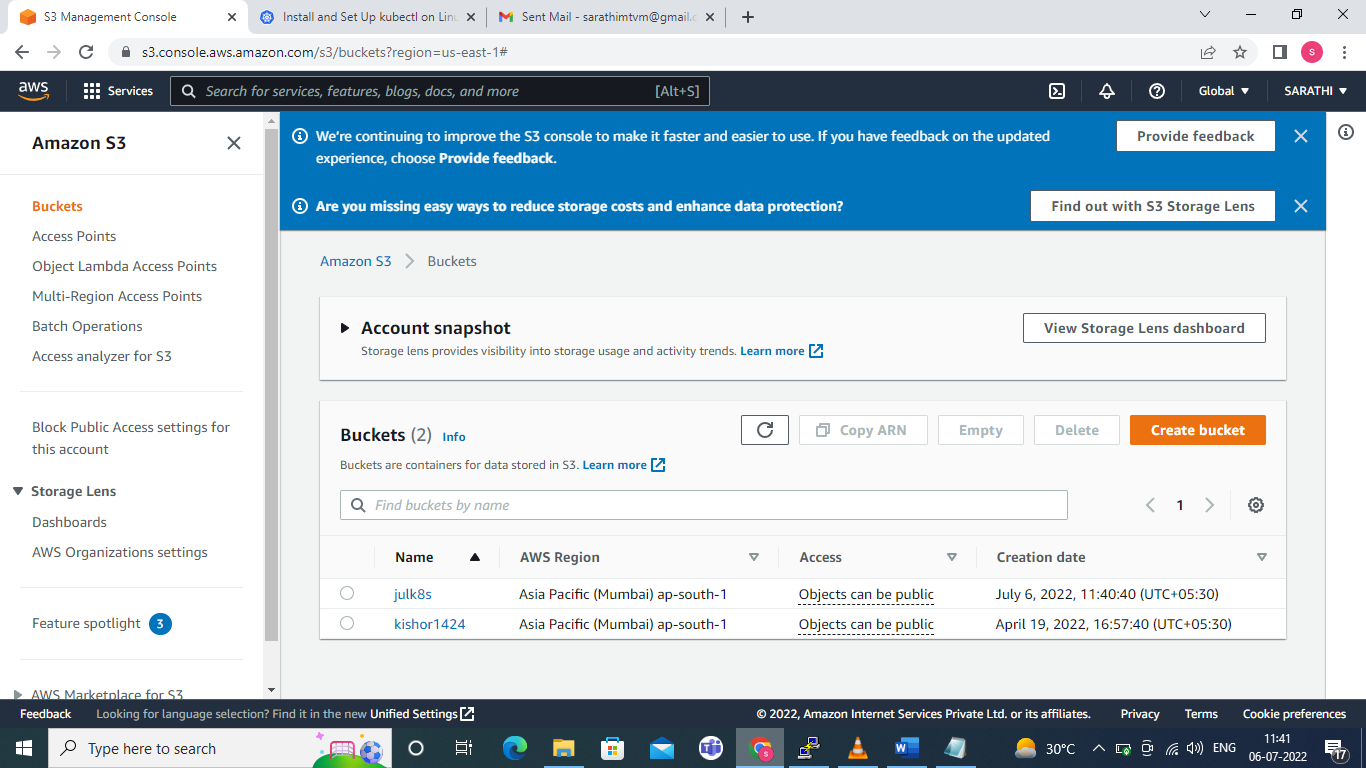 S3 Management Console
Install and Set Up kubectl on Linu
Sent Mail - sarathimtvm@gmail.c
s3.console.aws.amazon.com/s3/buckets?region=us-east-1#
S
aws
Services
Search for services, features, blogs, docs, and more
[Alt+S]
Global
SARATHI
Amazon S3
Buckets
Access Points
Object Lambda Access Points
Multi-Region Access Points
Batch Operations
Access analyzer for S3
Block Public Access settings for
this account
Storage Lens
Dashboards
AWS Organizations settings
Feature spotlight 3
AWS Marketplace for S3
We're continuing to improve the S3 console to make it faster and easier to use. If you have feedback on the updated
experience, choose Provide feedback.
Provide feedback
Are you missing easy ways to reduce storage costs and enhance data protection?
Find out with S3 Storage Lens
Amazon S3 > Buckets
Account snapshot
Storage lens provides visibility into storage usage and activity trends. Learn more
View Storage Lens dashboard
Buckets (2) Info
Copy ARN
Empty
Delete
Create bucket
Buckets are containers for data stored in S3. Learn more
Find buckets by name
1
Name AWS Region Access Creation date
julk8s Asia Pacific (Mumbai) ap-south-1 Objects can be public July 6, 2022, 11:40:40 (UTC+05:30)
kishor1424 Asia Pacific (Mumbai) ap-south-1 Objects can be public April 19, 2022, 16:57:40 (UTC+05:30)
Feedback
Looking for language selection? Find it in the new Unified Settings
© 2022, Amazon Internet Services Private Ltd. or its affiliates.
Privacy
Terms
Cookie preferences
Type here to search
30°C
ENG
11:41
06-07-2022
17